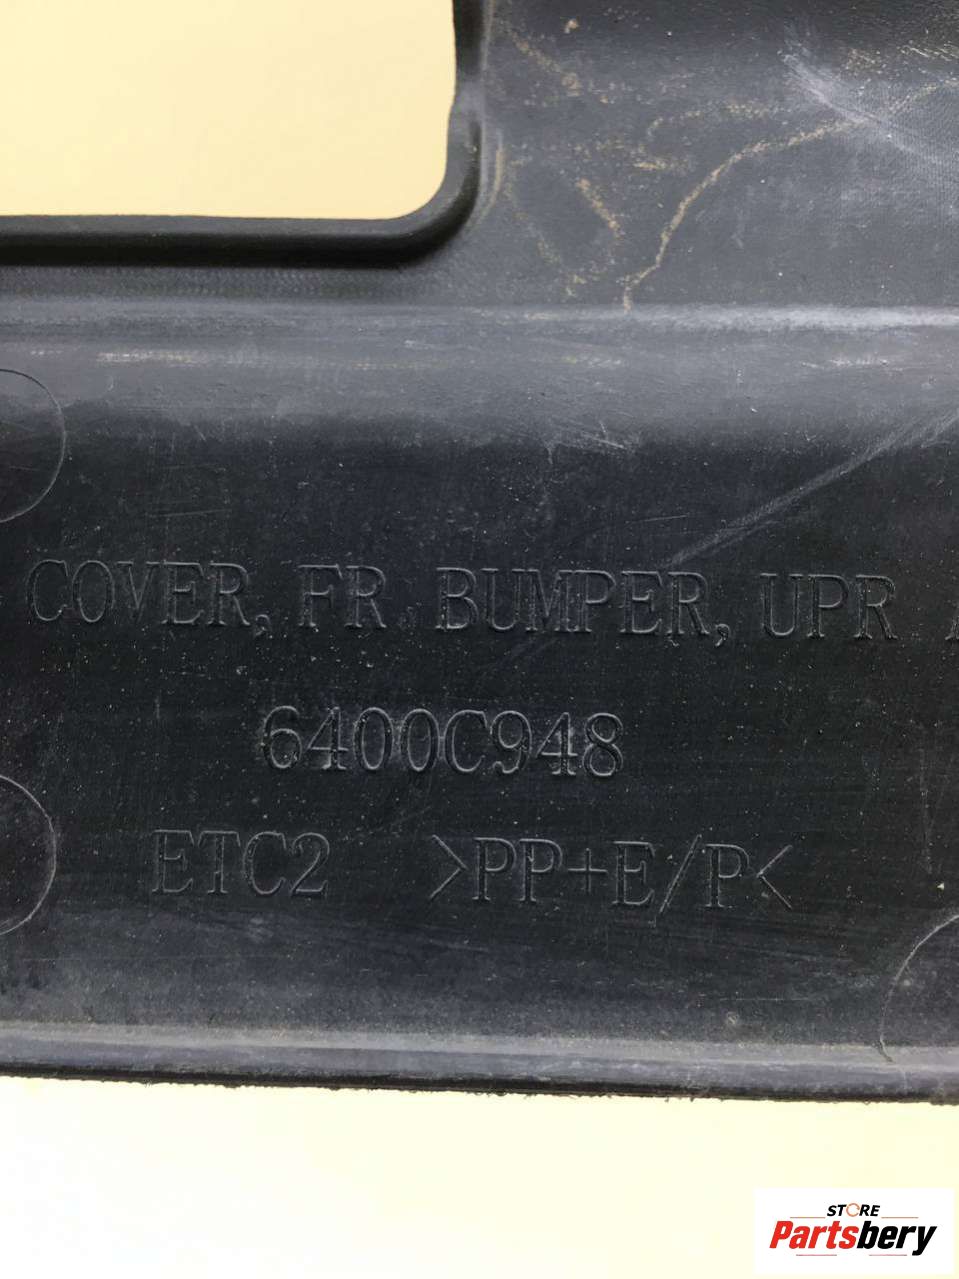 COVER, FR BUMPER, UPR
6400C948
ETC2 >PP+E/P<
STORE
Partsbery